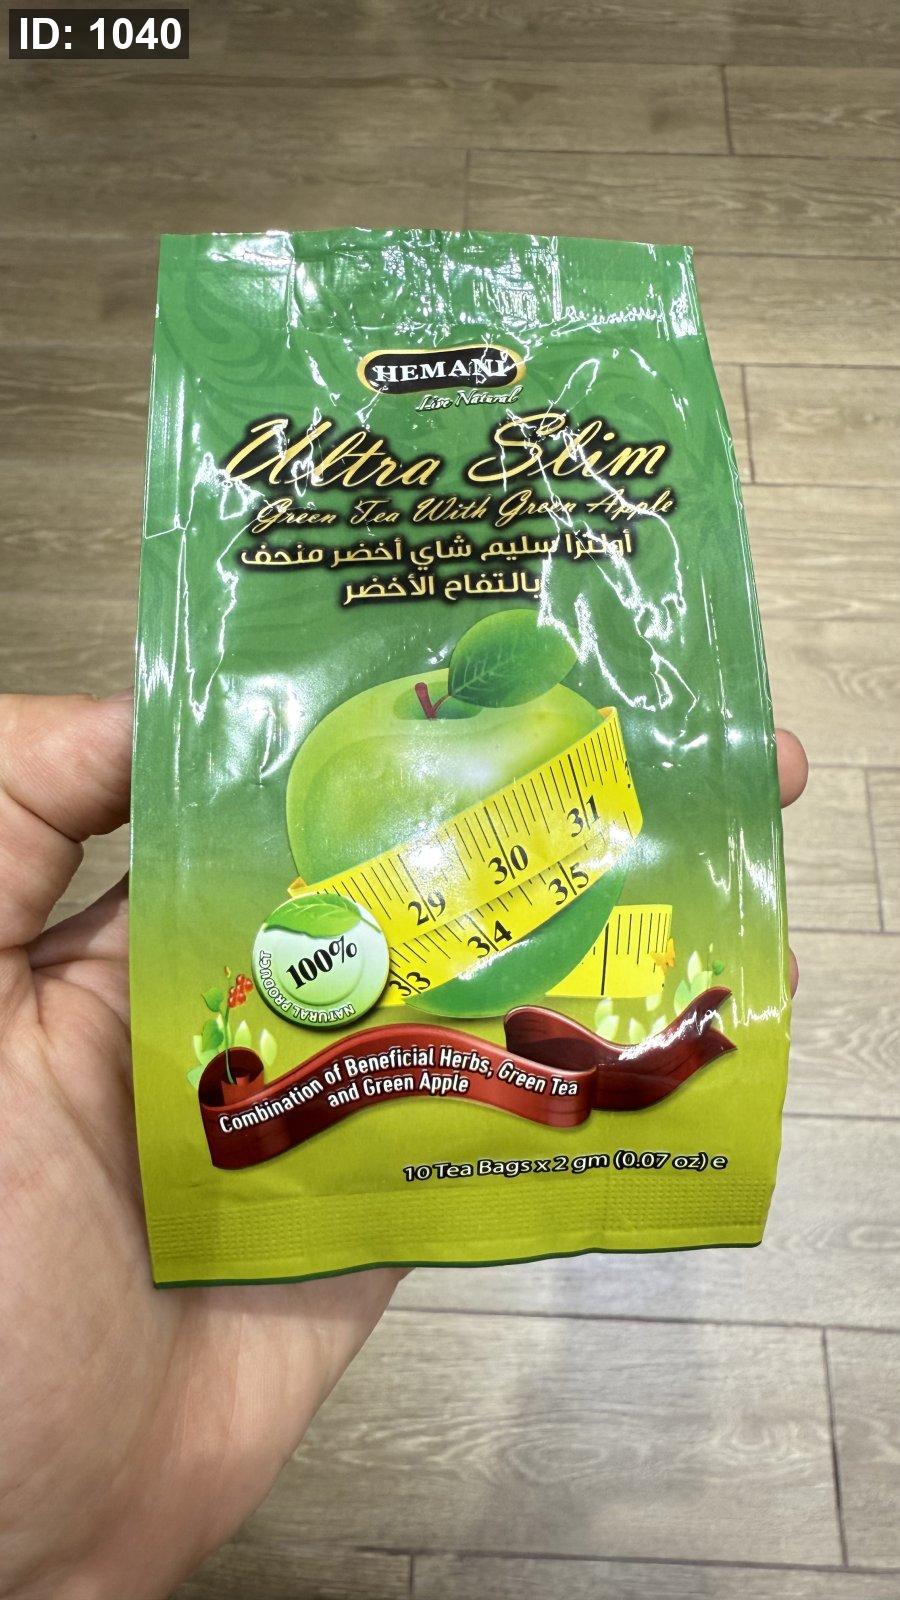 ID: 1040
HEMANI
Live Natural
Ultra Slim
Green Tea With Green Apple
أولترا سليم شاي أخضر منحف
بالتفاح الأخضر
31
30
29
35
34
33
100%
NATURAL PRODUCT
Combination of Beneficial Herbs, Green Tea
and Green Apple
10 Tea Bags x 2 gm (0.07 oz) e